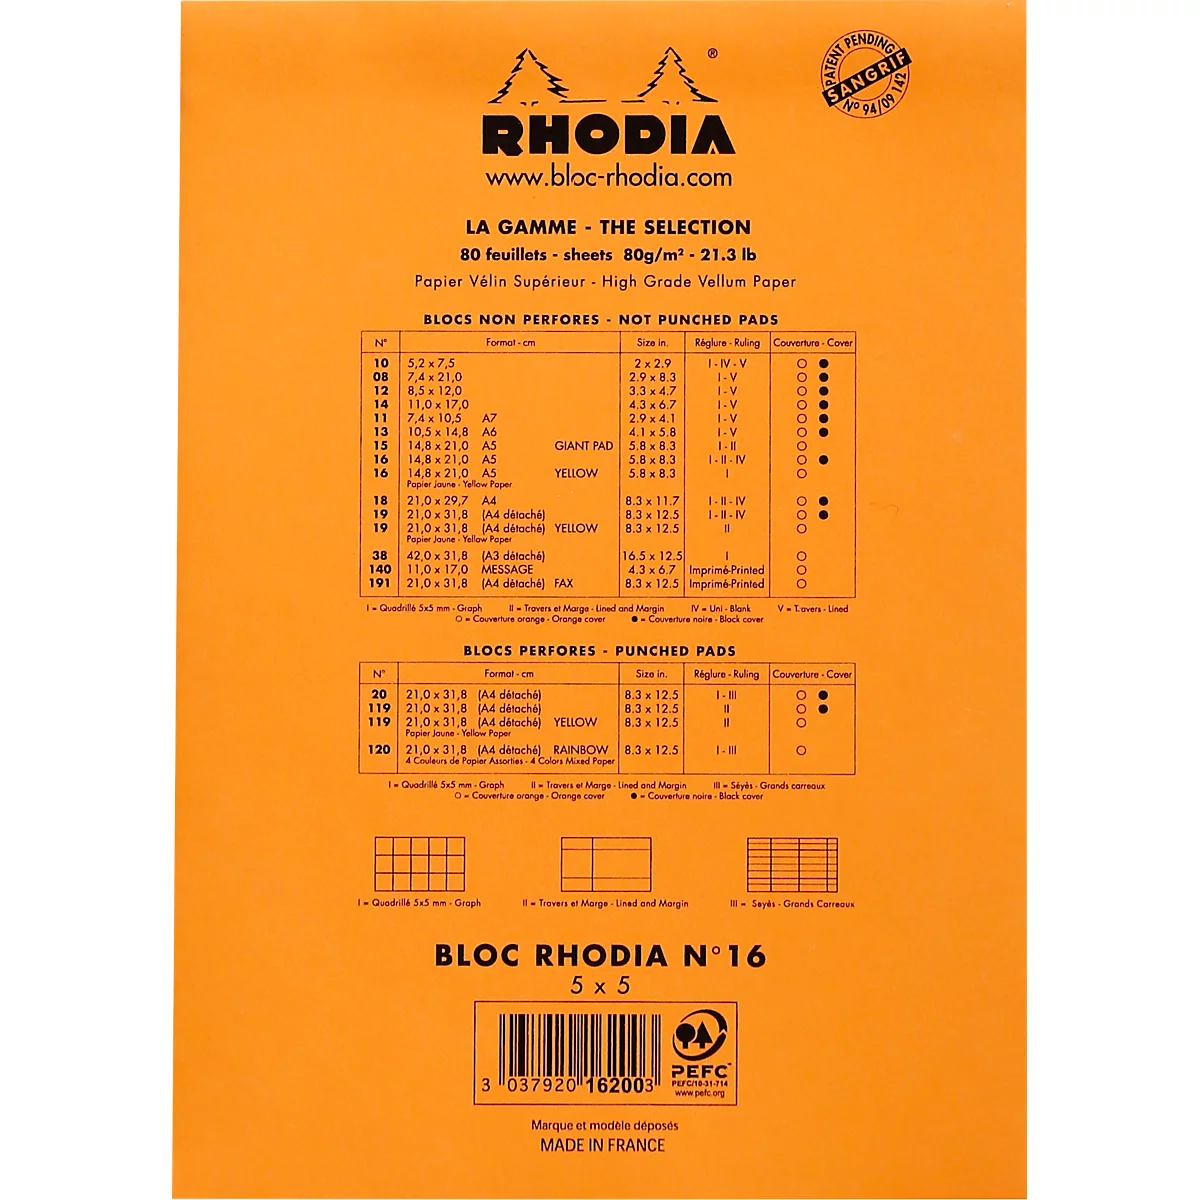 PATENT PENDING
SANGRIF
N° 94/09 142
®
RHODIA
www.bloc-rhodia.com
LA GAMME - THE SELECTION
80 feuillets - sheets 80g/m² - 21.3 lb
Papier Vélin Supérieur - High Grade Vellum Paper
BLOCS NON PERFORES - NOT PUNCHED PADS
N° Format - cm Size in. Réglure - Ruling Couverture - Cover
10 5,2 x 7,5 2 x 2.9 I - IV - V ○ ●
08 7,4 x 21,0 2.9 x 8.3 I - V ○ ●
12 8,5 x 12,0 3.3 x 4.7 I - V ○ ●
14 11,0 x 17,0 4.3 x 6.7 I - V ○ ●
11 7,4 x 10,5 A7 2.9 x 4.1 I - V ○ ●
13 10,5 x 14,8 A6 4.1 x 5.8 I - V ○ ●
15 14,8 x 21,0 A5 GIANT PAD 5.8 x 8.3 I - II ○
16 14,8 x 21,0 A5 5.8 x 8.3 I - II - IV ○ ●
16 14,8 x 21,0 A5 YELLOW 5.8 x 8.3 I ○
Papier Jaune - Yellow Paper
18 21,0 x 29,7 A4 8.3 x 11.7 I - II - IV ○ ●
19 21,0 x 31,8 (A4 détaché) 8.3 x 12.5 I - II - IV ○ ●
19 21,0 x 31,8 (A4 détaché) YELLOW 8.3 x 12.5 II ○
Papier Jaune - Yellow Paper
38 42,0 x 31,8 (A3 détaché) 16.5 x 12.5 I ○
140 11,0 x 17,0 MESSAGE 4.3 x 6.7 Imprimé-Printed ○
191 21,0 x 31,8 (A4 détaché) FAX 8.3 x 12.5 Imprimé-Printed ○
I = Quadrillé 5x5 mm - Graph II = Travers et Marge - Lined and Margin IV = Uni - Blank V = Travers - Lined
○ = Couverture orange - Orange cover ● = Couverture noire - Black cover
BLOCS PERFORES - PUNCHED PADS
N° Format - cm Size in. Réglure - Ruling Couverture - Cover
20 21,0 x 31,8 (A4 détaché) 8.3 x 12.5 I - III ○ ●
119 21,0 x 31,8 (A4 détaché) 8.3 x 12.5 II ○ ●
119 21,0 x 31,8 (A4 détaché) YELLOW 8.3 x 12.5 II ○
Papier Jaune - Yellow Paper
120 21,0 x 31,8 (A4 détaché) RAINBOW 8.3 x 12.5 I - III ○
4 Couleurs de Papier Assorties - 4 Colors Mixed Paper
I = Quadrillé 5x5 mm - Graph II = Travers et Marge - Lined and Margin III = Séyès - Grands carreaux
○ = Couverture orange - Orange cover ● = Couverture noire - Black cover
I = Quadrillé 5x5 mm - Graph II = Travers et Marge - Lined and Margin III = Seyès - Grands Carreaux
BLOC RHODIA N°16
5 x 5
3 037920 162003
PEFC™
PEFC/10-31-714
www.pefc.org
Marque et modèle déposés
MADE IN FRANCE